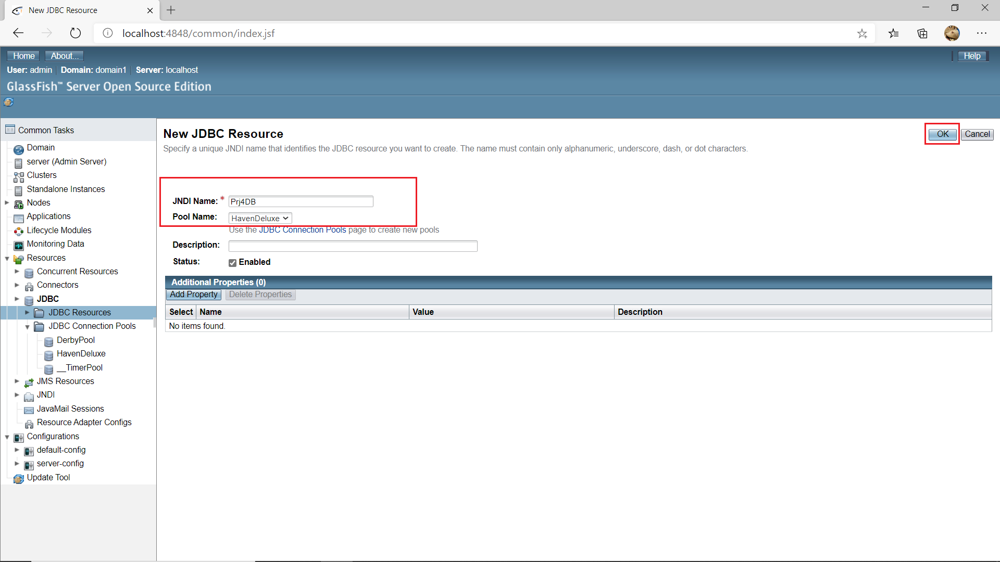 New JDBC Resource
localhost:4848/common/index.jsf
Home About... Help
User: admin Domain: domain1 Server: localhost
GlassFish™ Server Open Source Edition
Common Tasks
Domain
server (Admin Server)
Clusters
Standalone Instances
Nodes
Applications
Lifecycle Modules
Monitoring Data
Resources
Concurrent Resources
Connectors
JDBC
JDBC Resources
JDBC Connection Pools
DerbyPool
HavenDeluxe
__TimerPool
JMS Resources
JNDI
JavaMail Sessions
Resource Adapter Configs
Configurations
default-config
server-config
Update Tool
New JDBC Resource
OK Cancel
Specify a unique JNDI name that identifies the JDBC resource you want to create. The name must contain only alphanumeric, underscore, dash, or dot characters.
JNDI Name: * Prj4DB
Pool Name: HavenDeluxe
Use the JDBC Connection Pools page to create new pools
Description:
Status: Enabled
Additional Properties (0)
Add Property Delete Properties
Select Name Value Description
No items found.